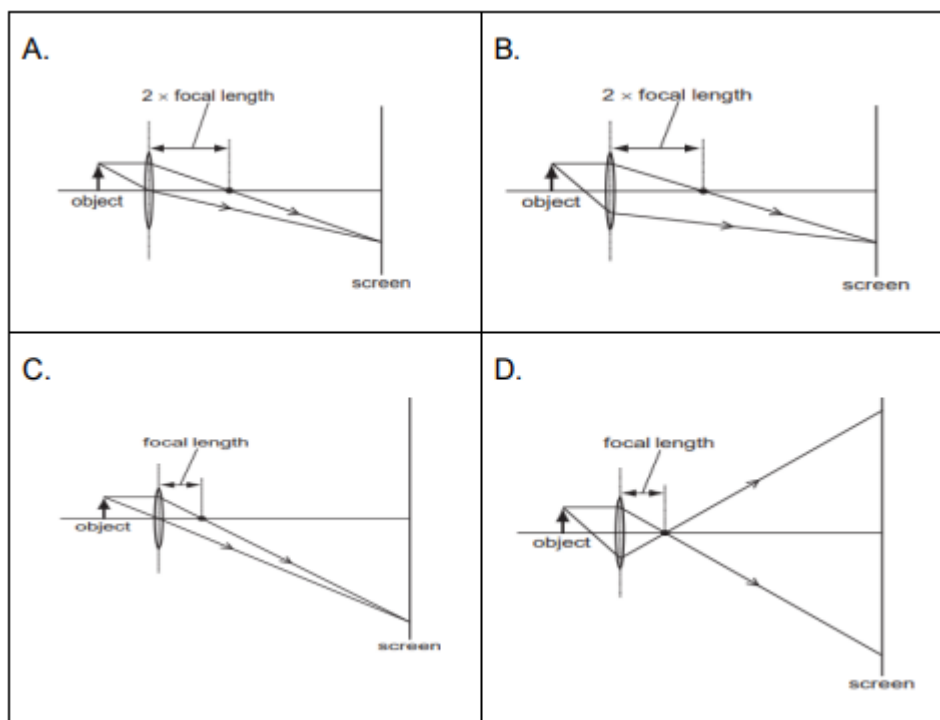 A.
2 × focal length
object
screen
B.
2 × focal length
object
screen
C.
focal length
object
screen
D.
focal length
object
screen